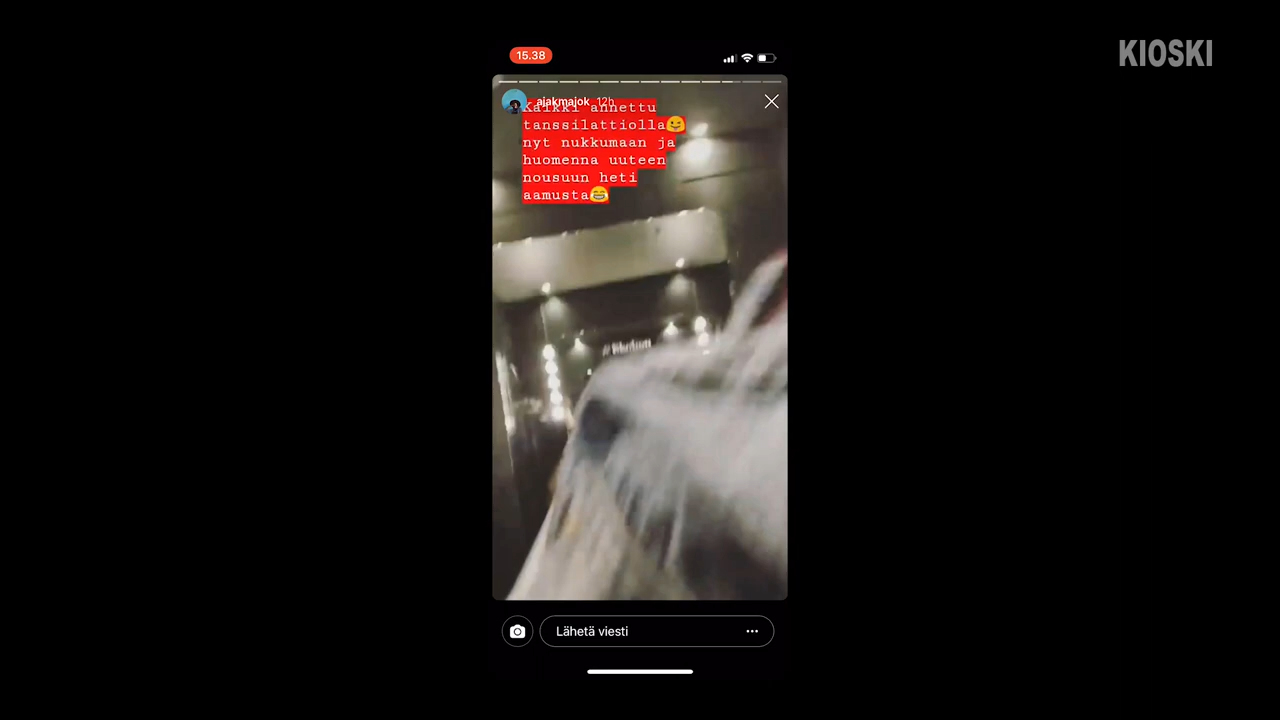 KIOSKI
15.38
ajakmajok 12h
Kaikki annettu
tanssilattiolla😃
nyt nukkumaan ja
huomenna uuteen
nousuun heti
aamusta😂
Lähetä viesti